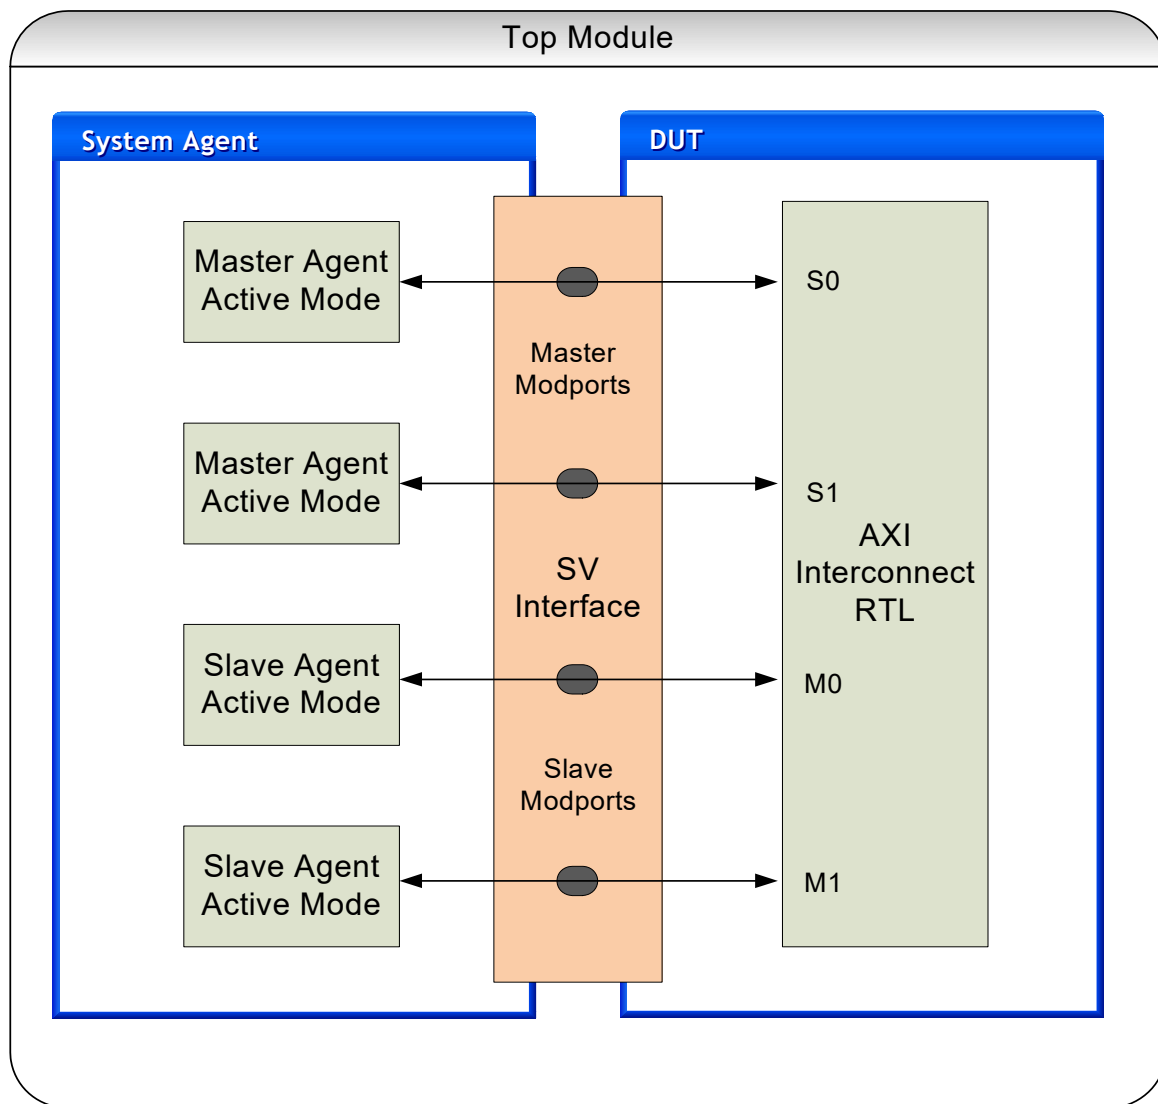 Top Module
System Agent
DUT
Master Agent
Active Mode
S0
Master
Modports
Master Agent
Active Mode
S1
SV
Interface
AXI
Interconnect
RTL
Slave Agent
Active Mode
M0
Slave
Modports
Slave Agent
Active Mode
M1